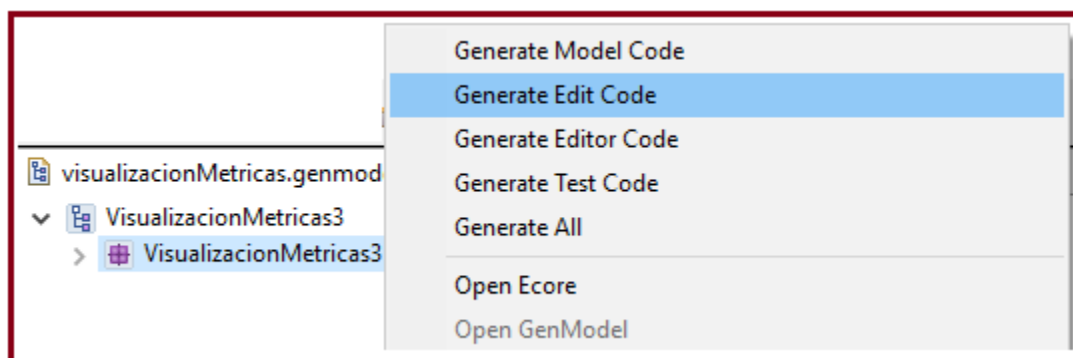 Generate Model Code
Generate Edit Code
Generate Editor Code
Generate Test Code
Generate All
Open Ecore
Open GenModel
visualizacionMetricas.genmod
VisualizacionMetricas3
VisualizacionMetricas3